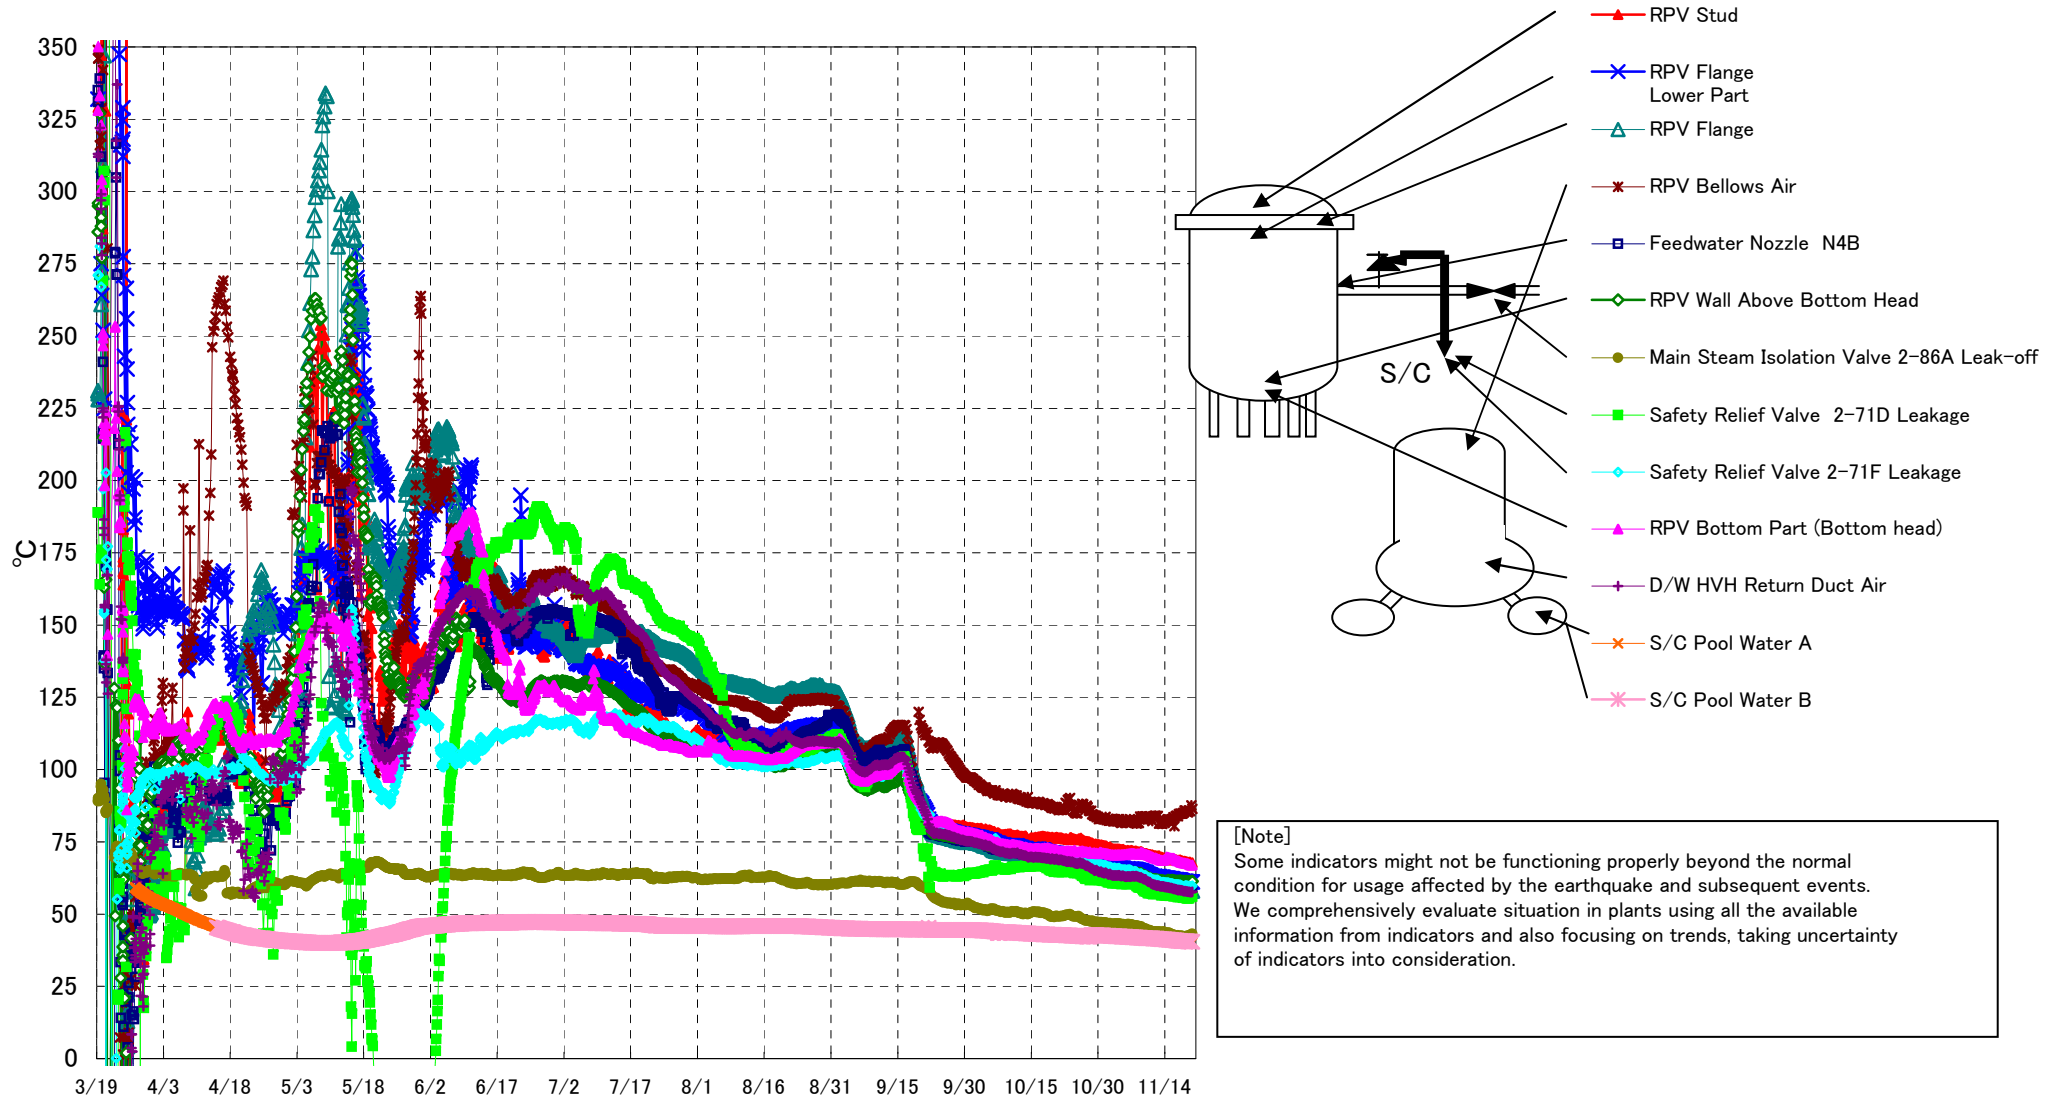 350
325
300
275
250
225
200
175
150
125
100
75
50
25
0
℃
3/19 4/3 4/18 5/3 5/18 6/2 6/17 7/2 7/17 8/1 8/16 8/31 9/15 9/30 10/15 10/30 11/14
RPV Stud
RPV Flange
Lower Part
RPV Flange
RPV Bellows Air
Feedwater Nozzle N4B
RPV Wall Above Bottom Head
Main Steam Isolation Valve 2-86A Leak-off
Safety Relief Valve 2-71D Leakage
Safety Relief Valve 2-71F Leakage
RPV Bottom Part (Bottom head)
D/W HVH Return Duct Air
S/C Pool Water A
S/C Pool Water B
S/C
[Note]
Some indicators might not be functioning properly beyond the normal
condition for usage affected by the earthquake and subsequent events.
We comprehensively evaluate situation in plants using all the available
information from indicators and also focusing on trends, taking uncertainty
of indicators into consideration.